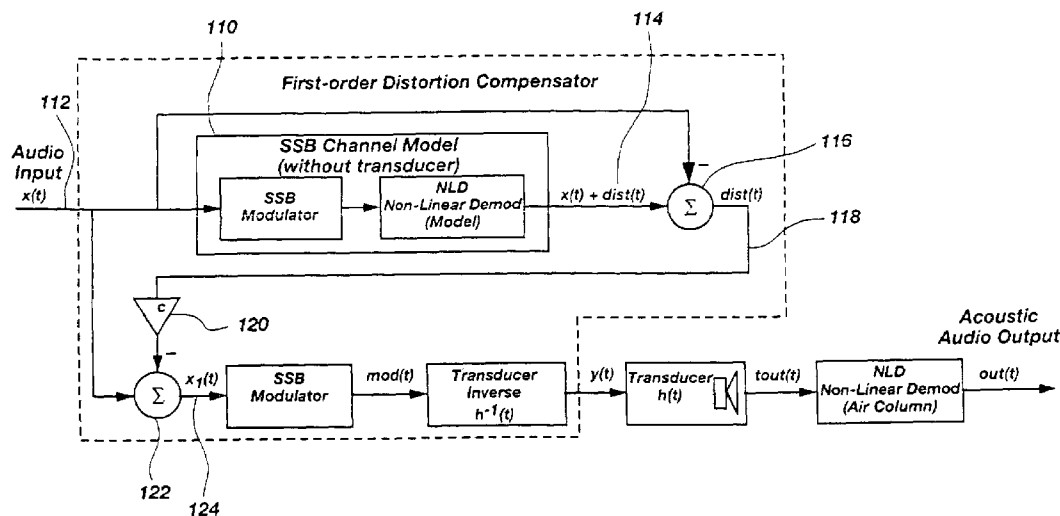 110
114
First-order Distortion Compensator
112
116
Audio
Input
x(t)
SSB Channel Model
(without transducer)
SSB
Modulator
NLD
Non-Linear Demod
(Model)
x(t) + dist(t)
–
Σ
dist(t)
118
c
120
–
Σ
x₁(t)
SSB
Modulator
mod(t)
Transducer
Inverse
h⁻¹(t)
y(t)
Transducer
h(t)
tout(t)
NLD
Non-Linear Demod
(Air Column)
Acoustic
Audio Output
out(t)
122
124